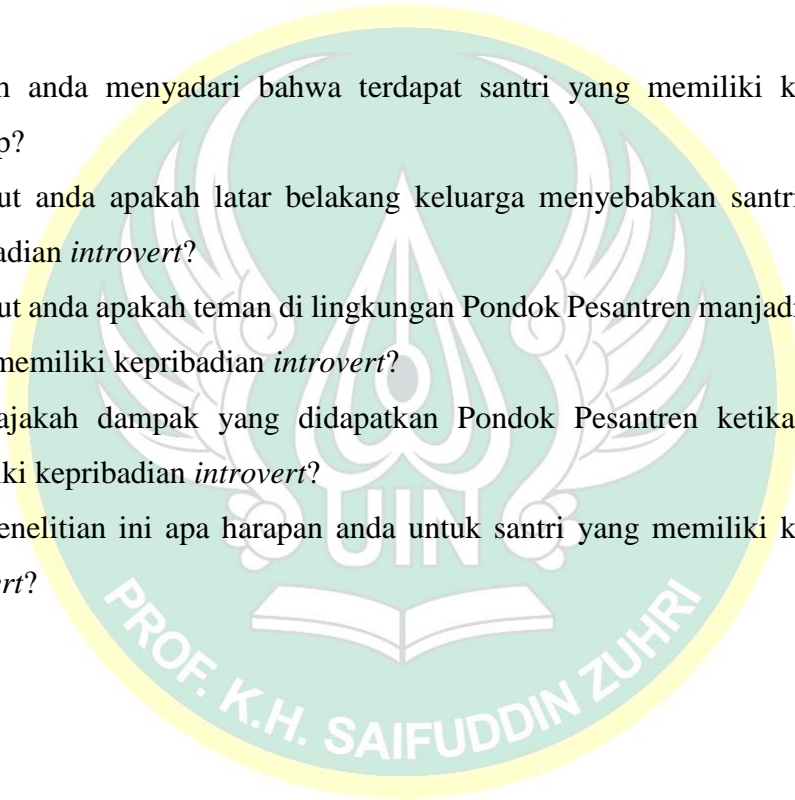 anda menyadari bahwa terdapat santri yang memiliki k
p?
ut anda apakah latar belakang keluarga menyebabkan santri
adian introvert?
ut anda apakah teman di lingkungan Pondok Pesantren manjadi
memiliki kepribadian introvert?
ajakah dampak yang didapatkan Pondok Pesantren ketika
ki kepribadian introvert?
enelitian ini apa harapan anda untuk santri yang memiliki k
ert?
UIN
PROF. K.H. SAIFUDDIN ZUHRI